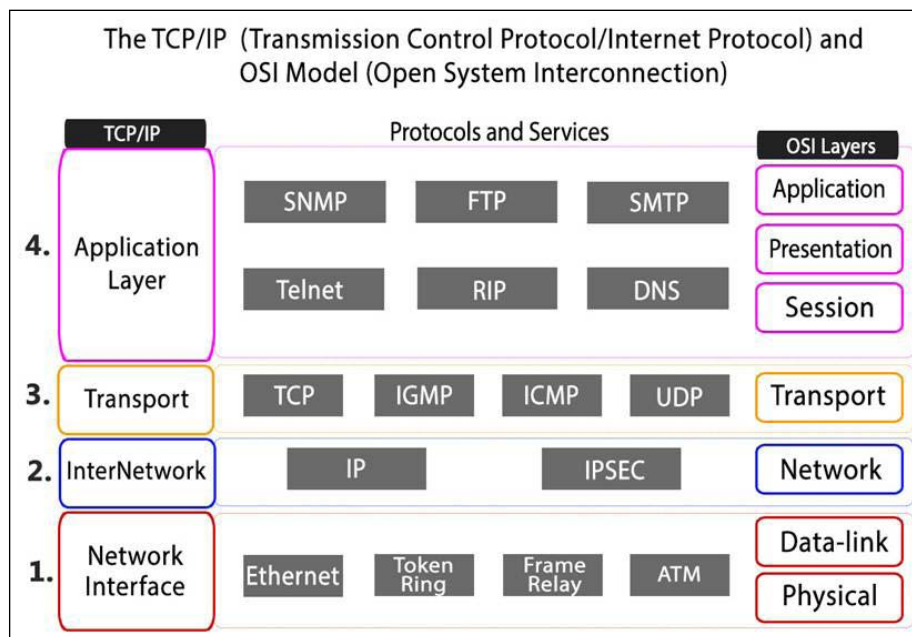 The TCP/IP (Transmission Control Protocol/Internet Protocol) and
OSI Model (Open System Interconnection)
TCP/IP
Protocols and Services
OSI Layers
4.
Application
Layer
SNMP
FTP
SMTP
Telnet
RIP
DNS
Application
Presentation
Session
3.
Transport
TCP
IGMP
ICMP
UDP
Transport
2.
InterNetwork
IP
IPSEC
Network
1.
Network
Interface
Ethernet
Token
Ring
Frame
Relay
ATM
Data-link
Physical